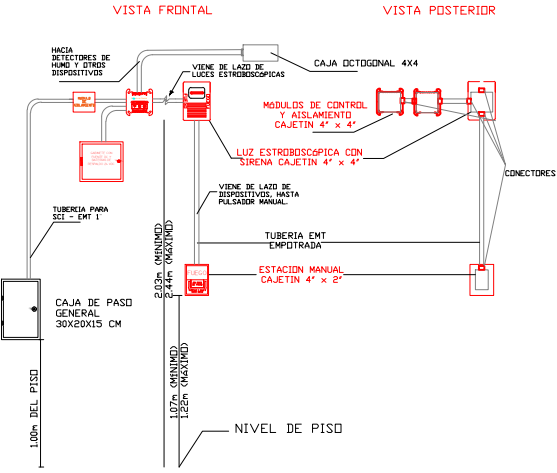 VISTA FRONTAL
VISTA POSTERIOR
HACIA
DETECTORES DE
HUMO Y OTROS
DISPOSITIVOS
VIENE DE LAZO DE
LUCES ESTROBOSCóPICAS
CAJA OCTOGONAL 4X4
MóDULOS DE CONTROL
Y AISLAMIENTO
CAJETIN 4" x 4"
MODULO
DE
AISLAMIENTO
LUZ ESTROBOSCóPICA CON
SIRENA CAJETIN 4" x 4"
CONECTORES
VIENE DE LAZO DE
DISPOSITIVOS, HASTA
PULSADOR MANUAL.
TUBERIA PARA
SCI - EMT 1"
TUBERIA EMT
EMPOTRADA
2.03m (MíNIMO)
2.44m (MáXIMO)
FUEGO
ESTACION MANUAL
CAJETIN 4" x 2"
CAJA DE PASO
GENERAL
30X20X15 CM
1.00m DEL PISO
1.07m (MíNIMO)
1.22m (MáXIMO)
NIVEL DE PISO